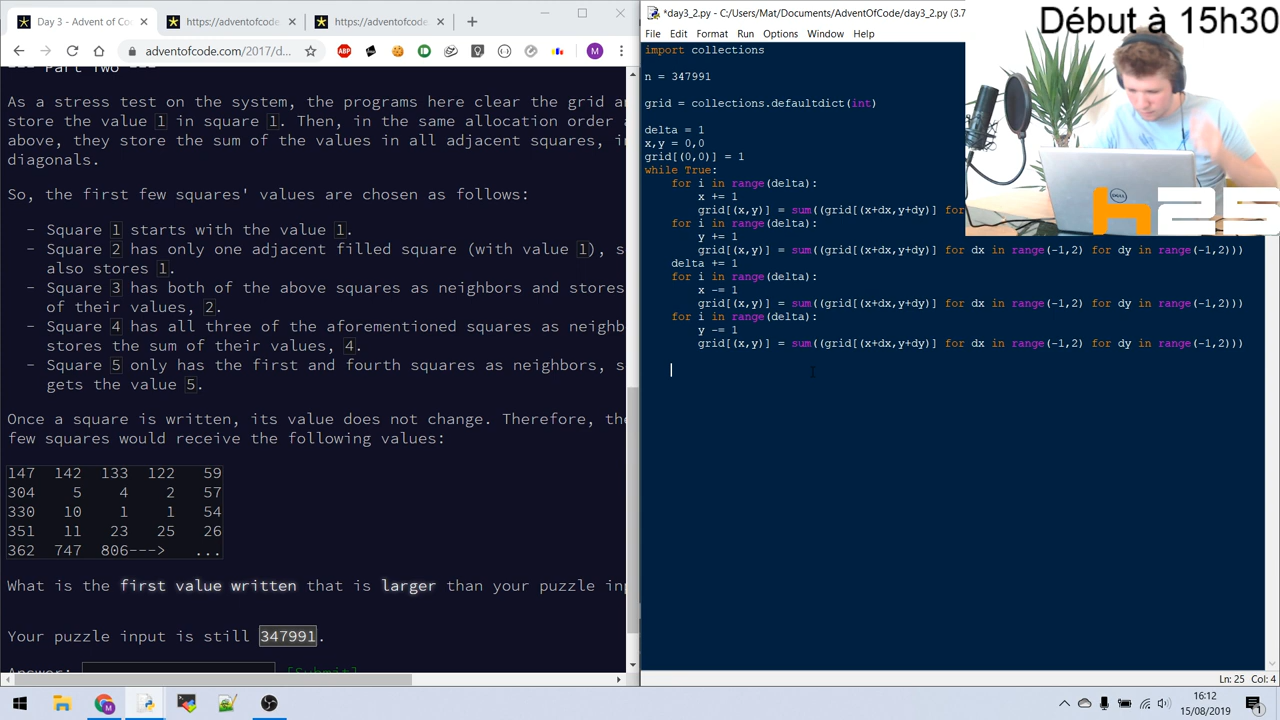 Day 3 - Advent of Co
https://adventofcode
https://adventofcode
adventofcode.com/2017/d...
ABP
M
--- Part Two ---
As a stress test on the system, the programs here clear the grid an
store the value 1 in square 1. Then, in the same allocation order a
above, they store the sum of the values in all adjacent squares, in
diagonals.
So, the first few squares' values are chosen as follows:
- Square 1 starts with the value 1.
- Square 2 has only one adjacent filled square (with value 1), s
also stores 1.
- Square 3 has both of the above squares as neighbors and stores
of their values, 2.
- Square 4 has all three of the aforementioned squares as neighb
stores the sum of their values, 4.
- Square 5 only has the first and fourth squares as neighbors, s
gets the value 5.
Once a square is written, its value does not change. Therefore, the
few squares would receive the following values:
147 142 133 122 59
304 5 4 2 57
330 10 1 1 54
351 11 23 25 26
362 747 806---> ...
What is the first value written that is larger than your puzzle inp
Your puzzle input is still 347991.
Answer: [Submit]
*day3_2.py - C:/Users/Mat/Documents/AdventOfCode/day3_2.py (3.7
File Edit Format Run Options Window Help
import collections
n = 347991
grid = collections.defaultdict(int)
delta = 1
x,y = 0,0
grid[(0,0)] = 1
while True:
for i in range(delta):
x += 1
grid[(x,y)] = sum((grid[(x+dx,y+dy)] for
for i in range(delta):
y += 1
grid[(x,y)] = sum((grid[(x+dx,y+dy)] for dx in range(-1,2) for dy in range(-1,2)))
delta += 1
for i in range(delta):
x -= 1
grid[(x,y)] = sum((grid[(x+dx,y+dy)] for dx in range(-1,2) for dy in range(-1,2)))
for i in range(delta):
y -= 1
grid[(x,y)] = sum((grid[(x+dx,y+dy)] for dx in range(-1,2) for dy in range(-1,2)))
Début à 15h30
DELL
h25
Ln: 25 Col: 4
16:12
15/08/2019
1